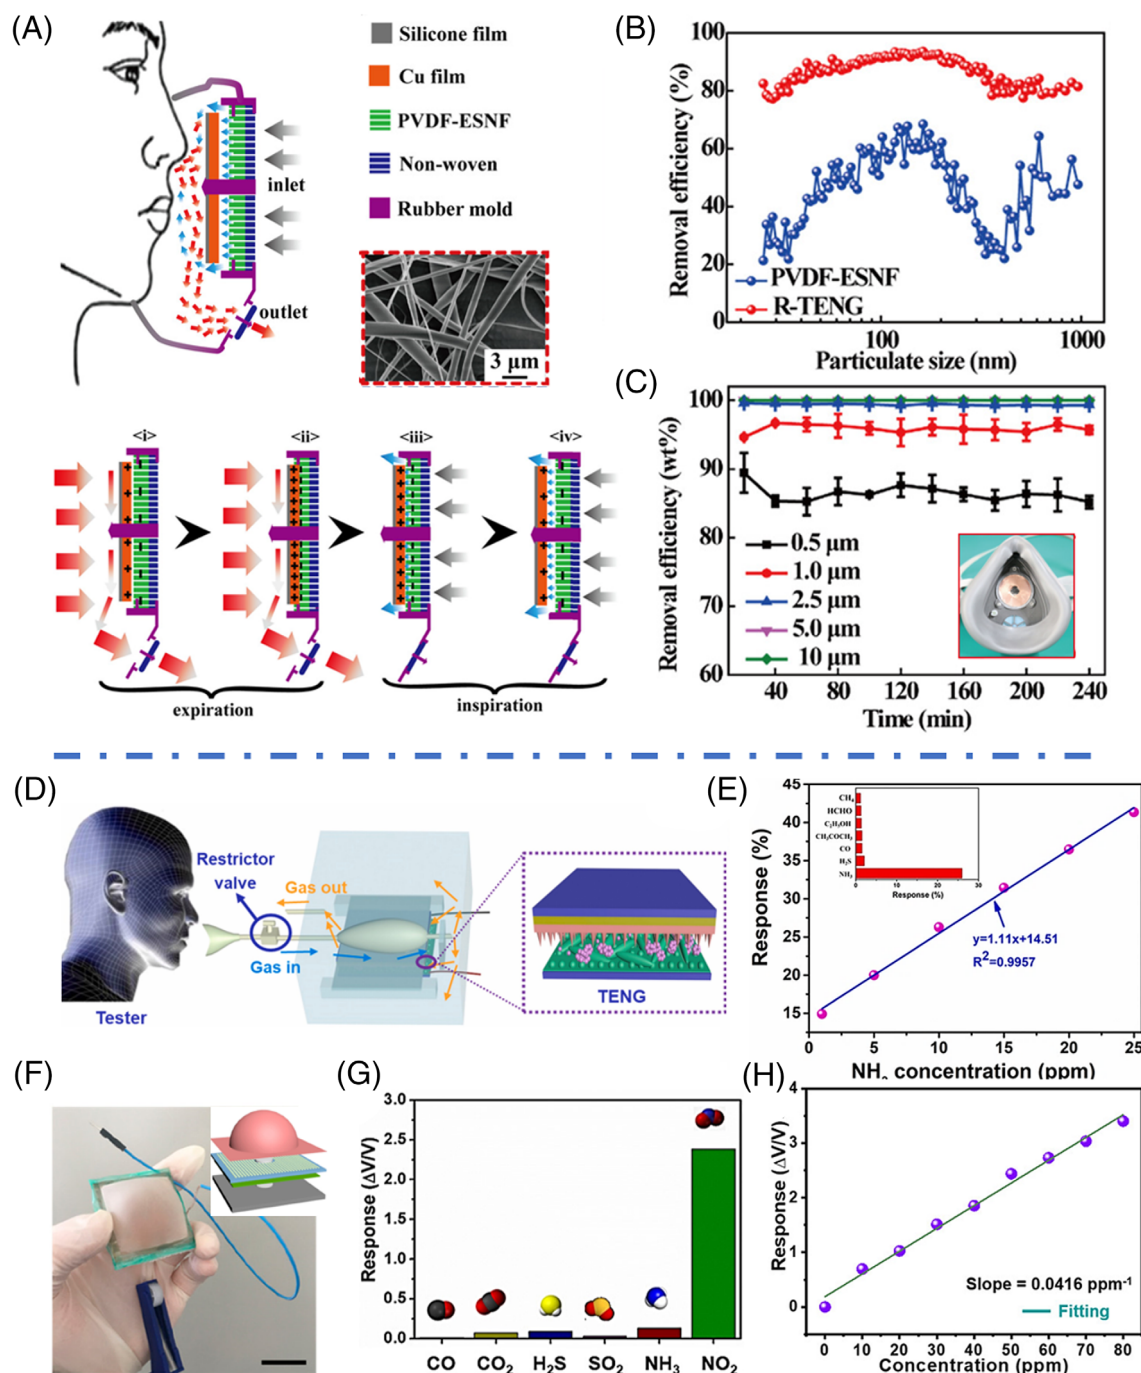 (A)
Silicone film
Cu film
PVDF-ESNF
Non-woven
Rubber mold
inlet
outlet
3 μm
<i>
<ii>
<iii>
<iv>
expiration
inspiration
(B)
Removal efficiency (%)
100
80
60
40
20
0
PVDF-ESNF
R-TENG
100
1000
Particulate size (nm)
(C)
Removal efficiency (wt%)
100
90
80
70
60
0.5 μm
1.0 μm
2.5 μm
5.0 μm
10 μm
40
80
120
160
200
240
Time (min)
(D)
Restrictor
valve
Gas out
Gas in
Tester
TENG
(E)
Response (%)
45
40
35
30
25
20
15
CH₄
HCHO
C₂H₅OH
CH₃COCH₃
CO
H₂S
NH₃
0
10
20
30
Response (%)
y=1.11x+14.51
R²=0.9957
0
5
10
15
20
25
NH₃ concentration (ppm)
(F)
(G)
Response (ΔV/V)
3.0
2.5
2.0
1.5
1.0
0.5
0.0
CO
CO₂
H₂S
SO₂
NH₃
NO₂
(H)
Response (ΔV/V)
4
3
2
1
0
Slope = 0.0416 ppm⁻¹
Fitting
0
10
20
30
40
50
60
70
80
Concentration (ppm)